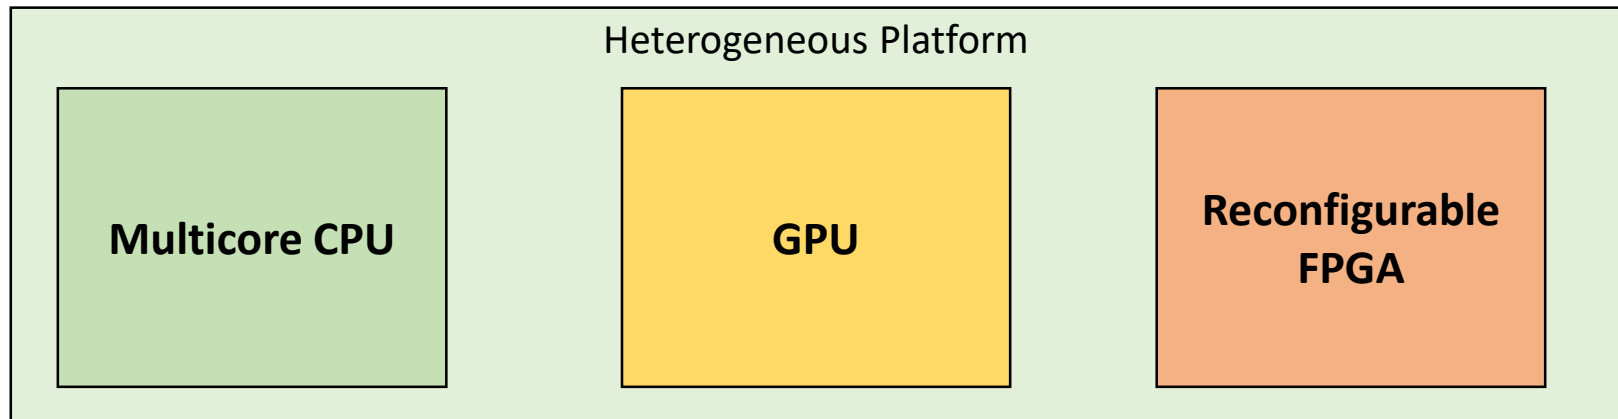 Heterogeneous Platform
Multicore CPU
GPU
Reconfigurable
FPGA